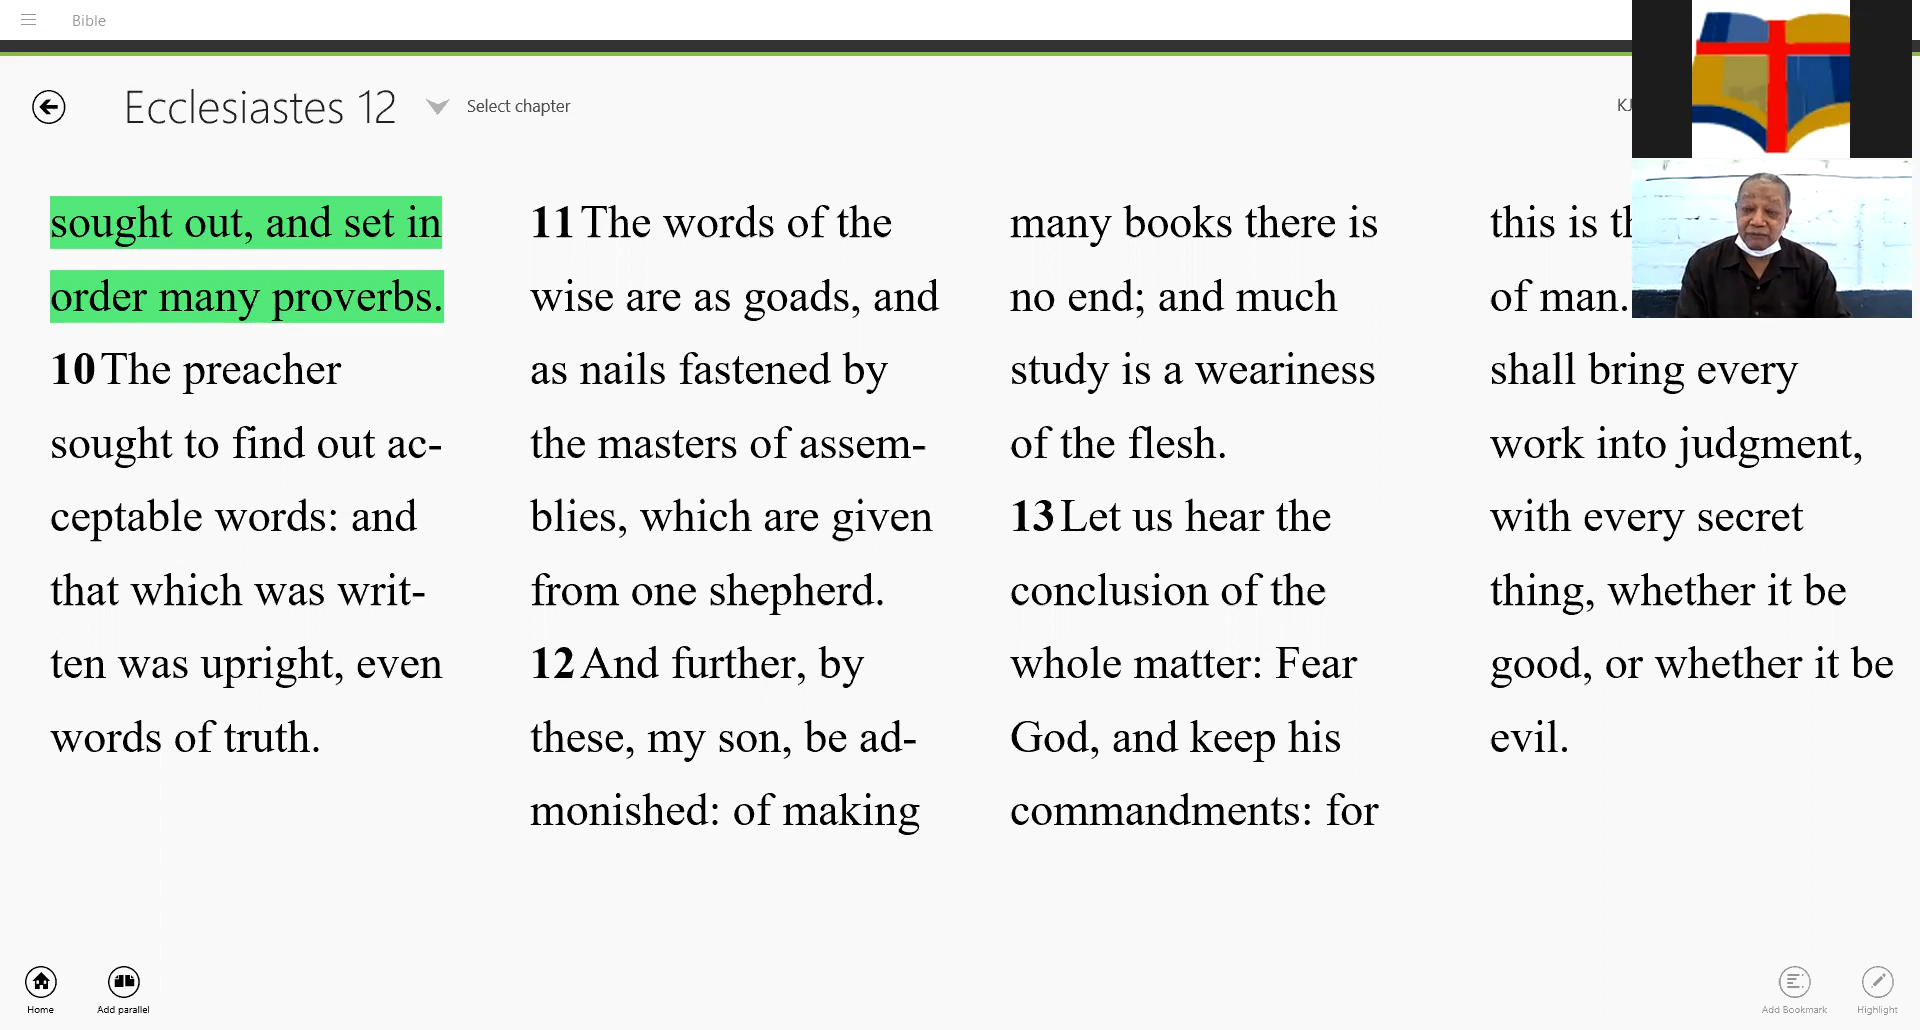 Bible
Ecclesiastes 12
Select chapter
KJ
sought out, and set in
order many proverbs.
10 The preacher
sought to find out ac-
ceptable words: and
that which was writ-
ten was upright, even
words of truth.
11 The words of the
wise are as goads, and
as nails fastened by
the masters of assem-
blies, which are given
from one shepherd.
12 And further, by
these, my son, be ad-
monished: of making
many books there is
no end; and much
study is a weariness
of the flesh.
13 Let us hear the
conclusion of the
whole matter: Fear
God, and keep his
commandments: for
this is
of man.
shall bring every
work into judgment,
with every secret
thing, whether it be
good, or whether it be
evil.
Home
Add parallel
Add Bookmark
Highlight